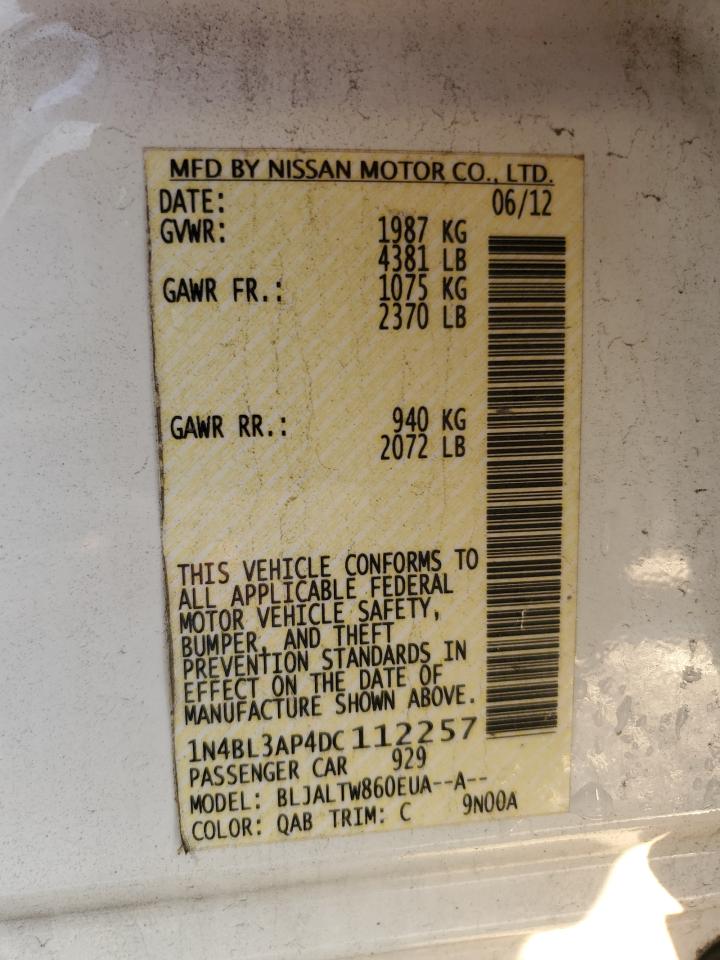 MFD BY NISSAN MOTOR CO., LTD.
DATE: 06/12
GVWR: 1987 KG
4381 LB
GAWR FR.: 1075 KG
2370 LB
GAWR RR.: 940 KG
2072 LB
THIS VEHICLE CONFORMS TO
ALL APPLICABLE FEDERAL
MOTOR VEHICLE SAFETY,
BUMPER, AND THEFT
PREVENTION STANDARDS IN
EFFECT ON THE DATE OF
MANUFACTURE SHOWN ABOVE.
1N4BL3AP4DC112257
PASSENGER CAR 929
MODEL: BLJALTW860EUA--A--
COLOR: QAB TRIM: C 9N00A